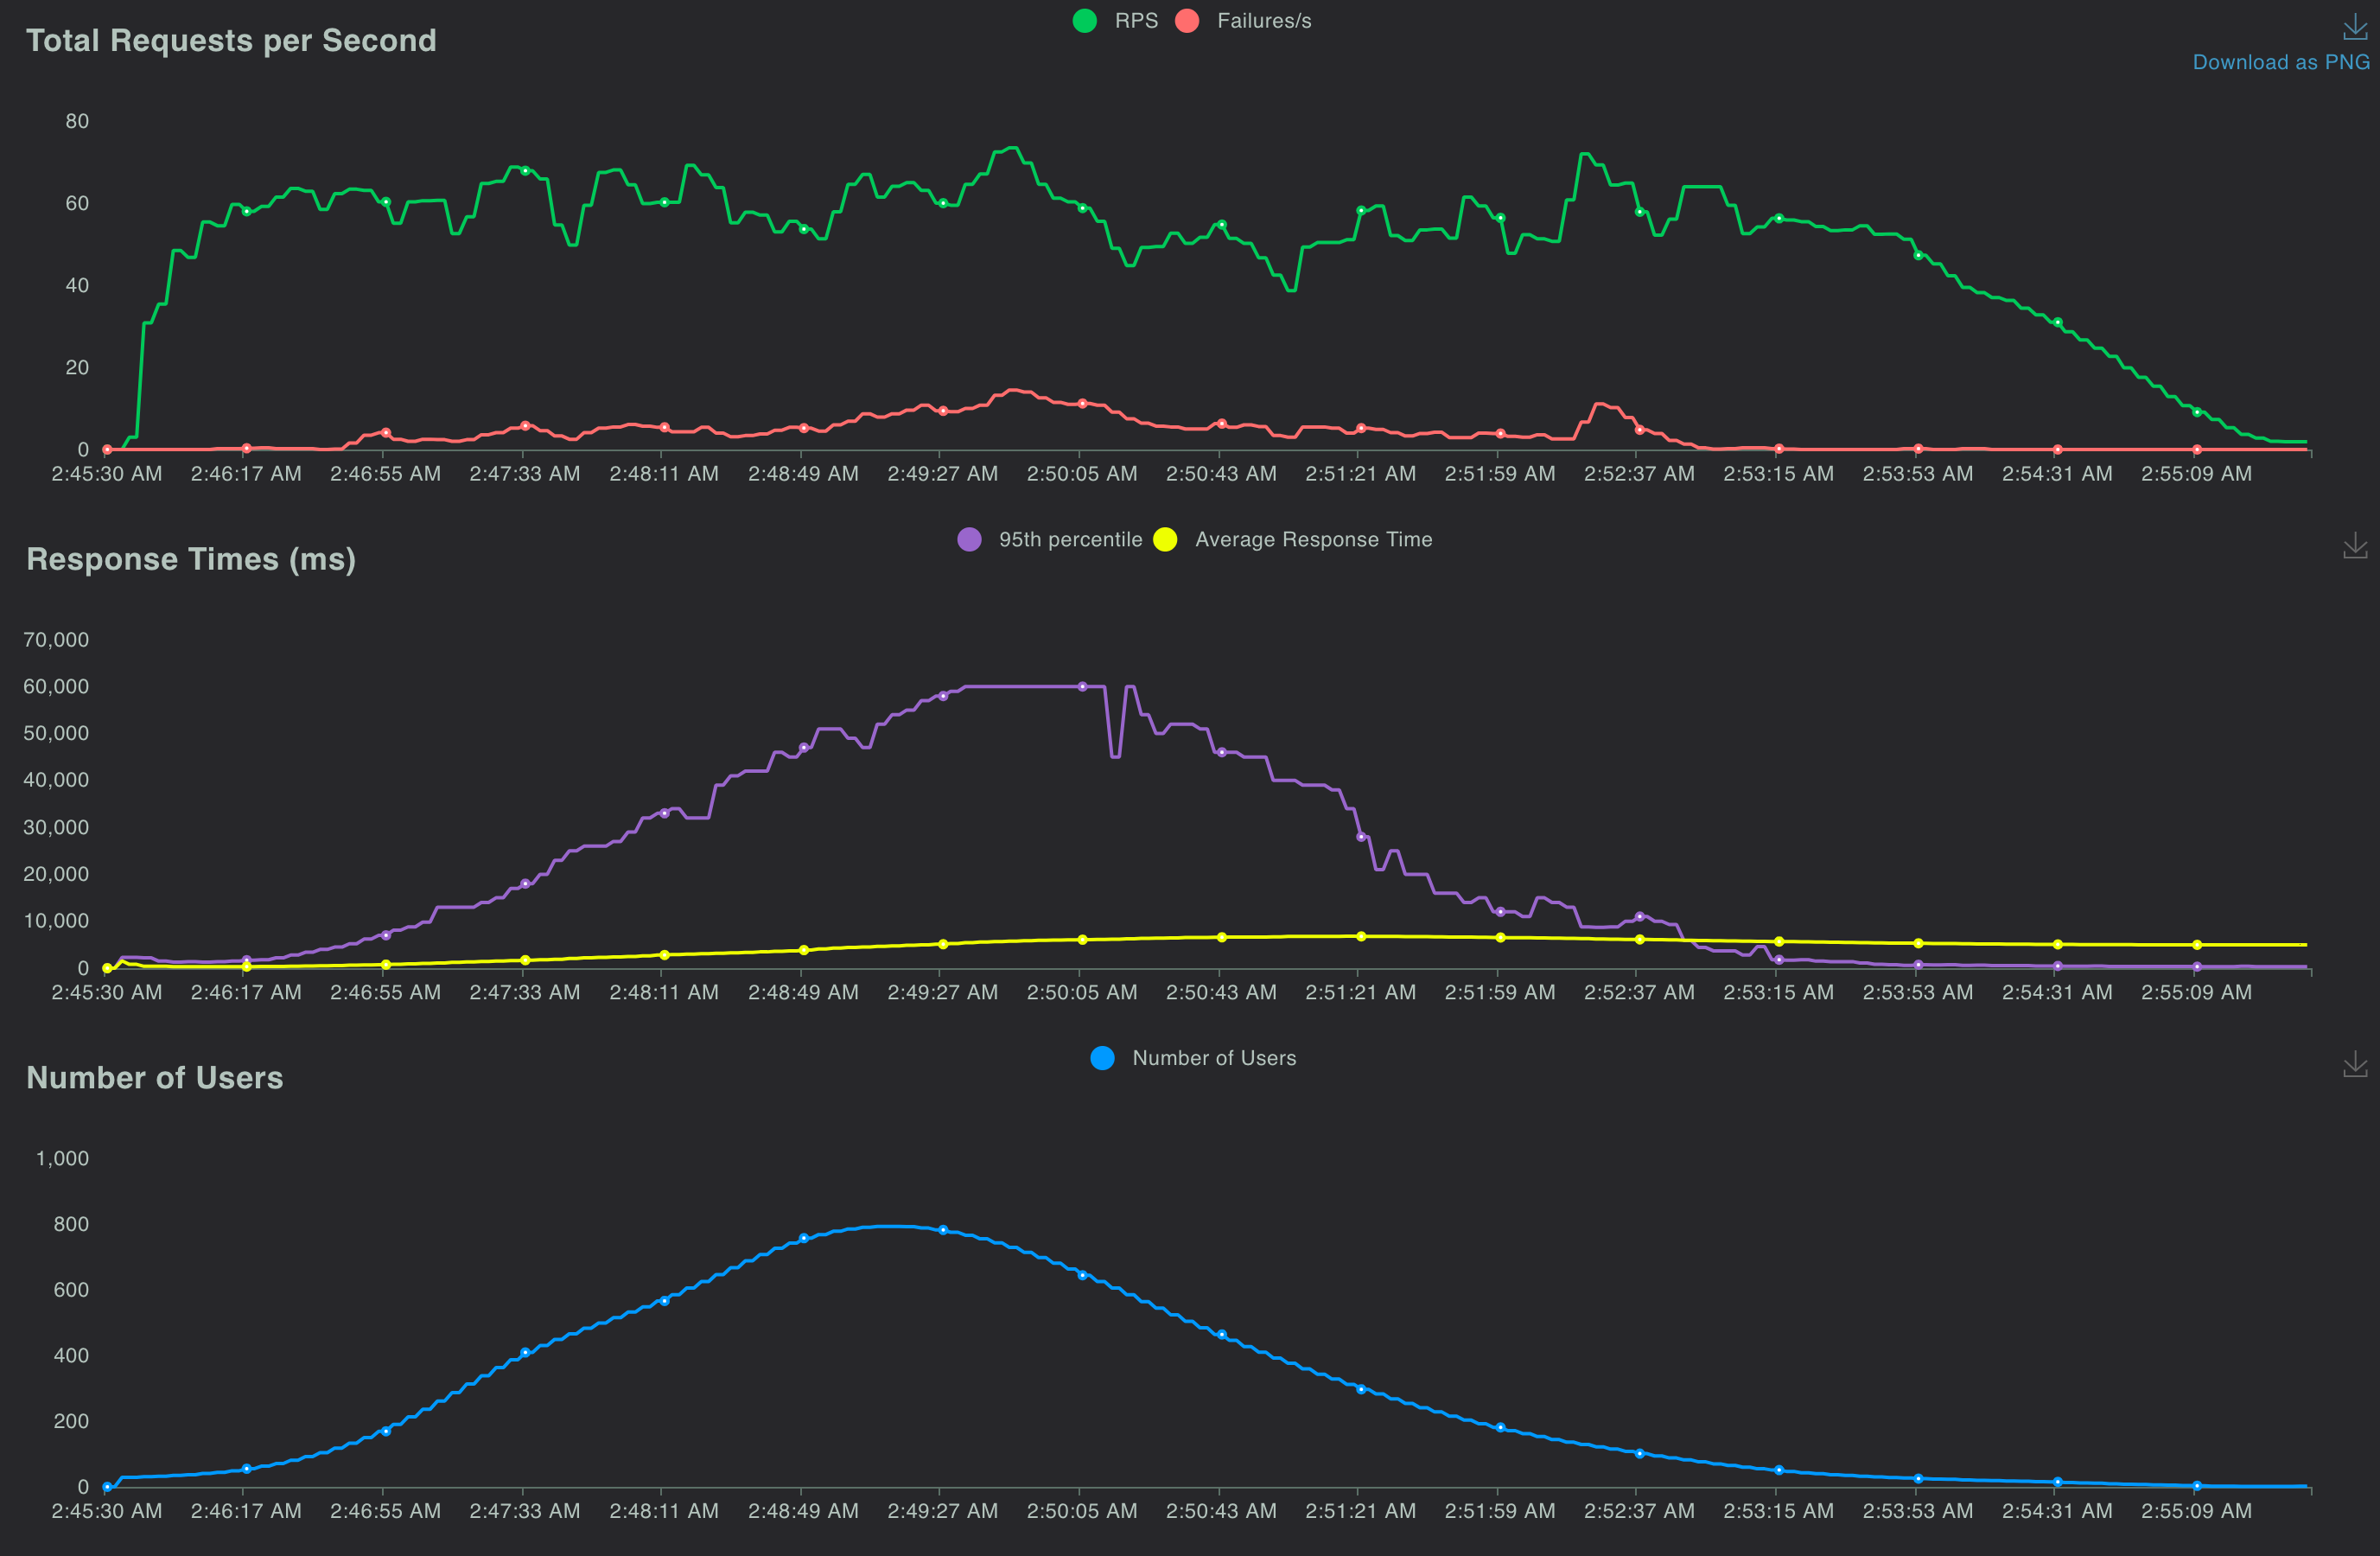 RPS Failures/s
Total Requests per Second
Download as PNG
80
60
40
20
0
2:45:30 AM 2:46:17 AM 2:46:55 AM 2:47:33 AM 2:48:11 AM 2:48:49 AM 2:49:27 AM 2:50:05 AM 2:50:43 AM 2:51:21 AM 2:51:59 AM 2:52:37 AM 2:53:15 AM 2:53:53 AM 2:54:31 AM 2:55:09 AM
95th percentile Average Response Time
Response Times (ms)
70,000
60,000
50,000
40,000
30,000
20,000
10,000
0
2:45:30 AM 2:46:17 AM 2:46:55 AM 2:47:33 AM 2:48:11 AM 2:48:49 AM 2:49:27 AM 2:50:05 AM 2:50:43 AM 2:51:21 AM 2:51:59 AM 2:52:37 AM 2:53:15 AM 2:53:53 AM 2:54:31 AM 2:55:09 AM
Number of Users
Number of Users
1,000
800
600
400
200
0
2:45:30 AM 2:46:17 AM 2:46:55 AM 2:47:33 AM 2:48:11 AM 2:48:49 AM 2:49:27 AM 2:50:05 AM 2:50:43 AM 2:51:21 AM 2:51:59 AM 2:52:37 AM 2:53:15 AM 2:53:53 AM 2:54:31 AM 2:55:09 AM